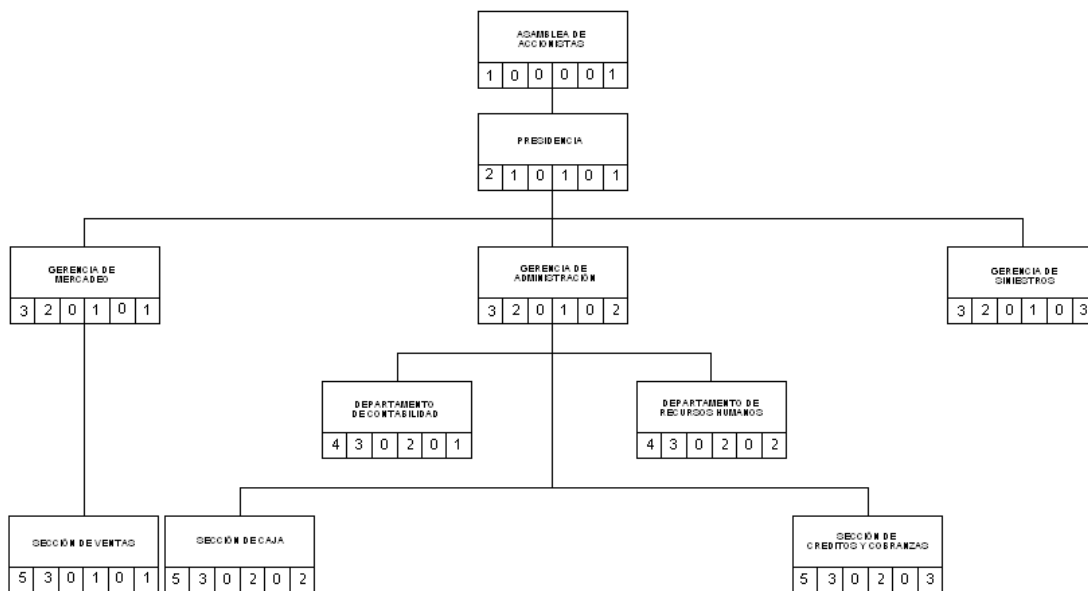 ASAMBLEA DE
ACCIONISTAS
1 0 0 0 0 1
PRESIDENCIA
2 1 0 1 0 1
GERENCIA DE
MERCADEO
3 2 0 1 0 1
GERENCIA DE
ADMINISTRACIÓN
3 2 0 1 0 2
GERENCIA DE
SINIESTROS
3 2 0 1 0 3
DEPARTAMENTO
DE CONTABILIDAD
4 3 0 2 0 1
DEPARTAMENTO DE
RECURSOS HUMANOS
4 3 0 2 0 2
SECCIÓN DE VENTAS
5 3 0 1 0 1
SECCIÓN DE CAJA
5 3 0 2 0 2
SECCIÓN DE
CREDITOS Y COBRANZAS
5 3 0 2 0 3